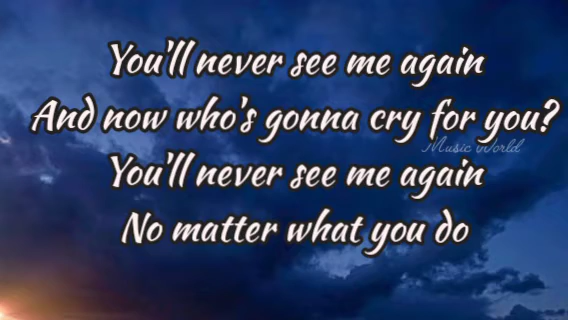 You'll never see me again
And now who's gonna cry for you?
Music World
You'll never see me again
No matter what you do